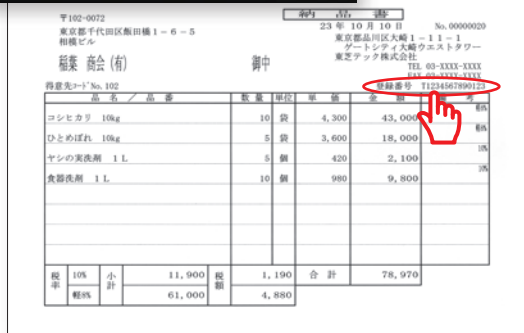 納品書
〒102-0072
東京都千代田区飯田橋1-6-5
相模ビル
稲葉 商会(有) 御中
23年10月10日 No.00000020
東京都品川区大崎1-11-1
ゲートシティ大崎ウエストタワー
東芝テック株式会社
TEL 03-XXXX-XXXX
FAX 03-XXXX-XXXX
得意先コード No.102 登録番号 T1234567890123
品名/品番 数量 単位 単価 金額 考
コシヒカリ 10kg 10 袋 4,300 43,000 軽8%
ひとめぼれ 10kg 5 袋 3,600 18,000 軽8%
ヤシの実洗剤 1L 5 個 420 2,100 10%
食器洗剤 1L 10 個 980 9,800 10%
税率 10% 小計 11,900 税額 1,190 合計 78,970
軽8% 61,000 4,880